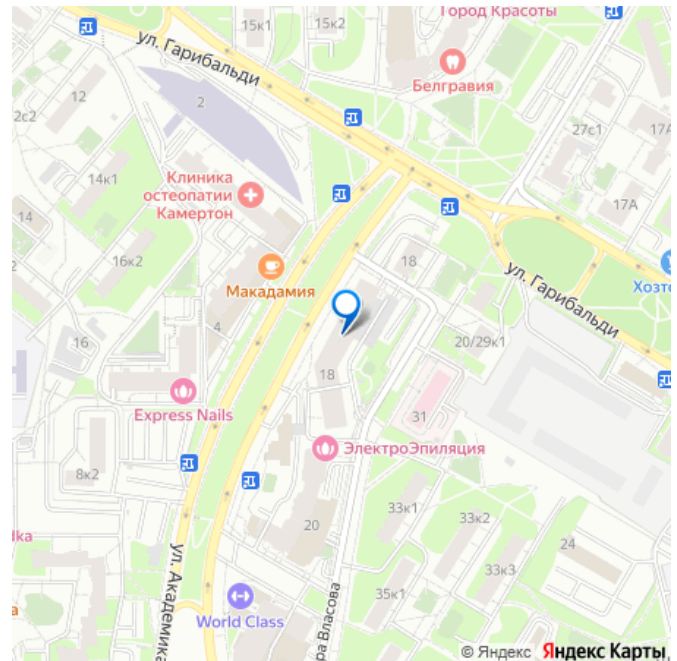 Город Красоты
15к1
15к2
ул. Гарибальди
Белгравия
12
2
2с2
27с1
17А
14к1
Клиника
остеопатии
Камертон
14
17А
16к2
18
Макадамия
ул. Гарибальди
Хозто
4
16
20/29к1
18
31
Express Nails
ЭлектроЭпиляция
8к2
33к1
33к2
20
24
dka
33к3
ул. Академика
35к1
а
World Class
ра Власова
© Яндекс Яндекс Карты